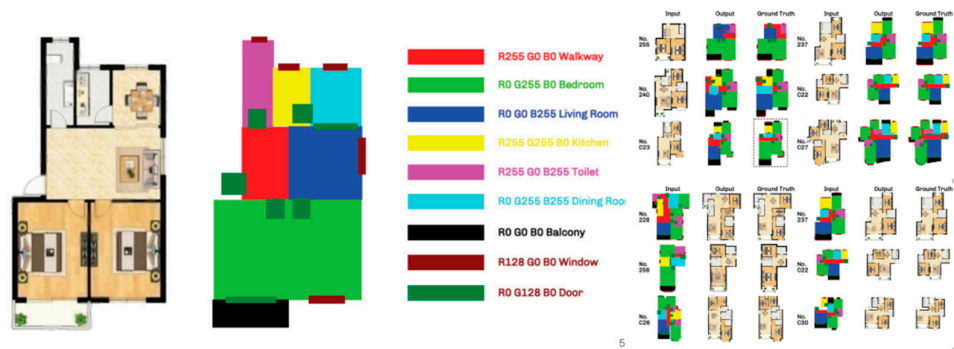 R255 G0 B0 Walkway
R0 G255 B0 Bedroom
R0 G0 B255 Living Room
R255 G255 B0 Kitchen
R255 G0 B255 Toilet
R0 G255 B255 Dining Roo
R0 G0 B0 Balcony
R128 G0 B0 Window
R0 G128 B0 Door
5
Input Output Ground Truth Input Output Ground Truth
No. 255
No. 237
No. 240
No. C22
No. C23
No. C27
Input Output Ground Truth Input Output Ground Truth
No. 228
No. 237
No. 256
No. C22
No. C26
No. C30